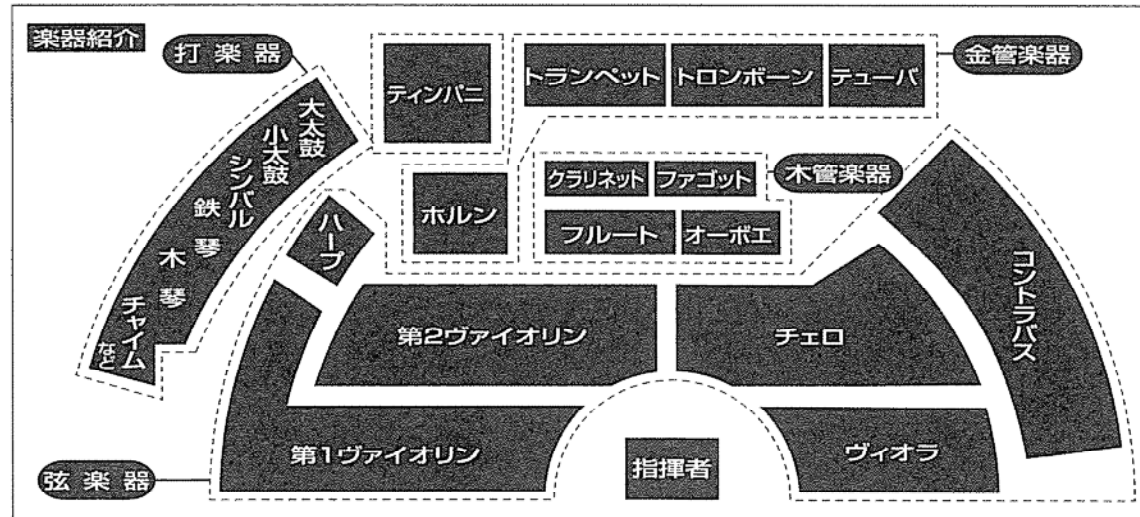 楽器紹介
打楽器
金管楽器
ティンパニ
トランペット
トロンボーン
テューバ
大太鼓
小太鼓
シンバル
鉄琴
木琴
チャイム
など
クラリネット
ファゴット
木管楽器
ハープ
ホルン
フルート
オーボエ
コントラバス
第2ヴァイオリン
チェロ
第1ヴァイオリン
指揮者
ヴィオラ
弦楽器